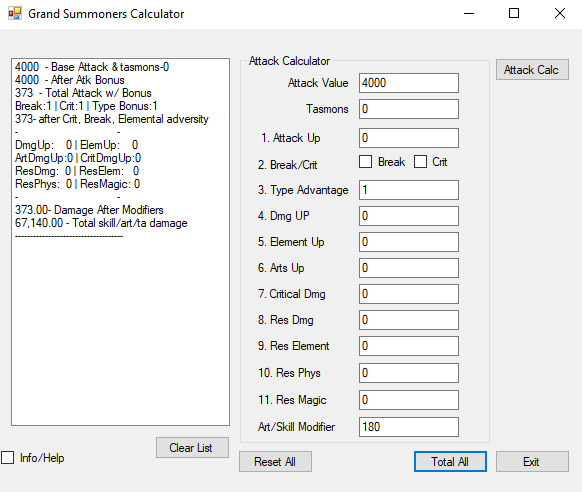 Grand Summoners Calculator
4000 - Base Attack & tasmons-0
4000 - After Atk Bonus
373 - Total Attack w/ Bonus
Break:1 | Crit:1 | Type Bonus:1
373- after Crit, Break, Elemental adversity
- -
DmgUp: 0 | ElemUp: 0
ArtDmgUp:0 | CritDmgUp:0
ResDmg: 0 | ResElem: 0
ResPhys: 0 | ResMagic: 0
- -
373.00- Damage After Modifiers
67,140.00 - Total skill/art/ta damage
------------------------------------
Clear List
Info/Help
Attack Calculator
Attack Value 4000
Tasmons 0
1. Attack Up 0
2. Break/Crit Break Crit
3. Type Advantage 1
4. Dmg UP 0
5. Element Up 0
6. Arts Up 0
7. Critical Dmg 0
8. Res Dmg 0
9. Res Element 0
10. Res Phys 0
11. Res Magic 0
Art/Skill Modifier 180
Reset All
Total All
Attack Calc
Exit